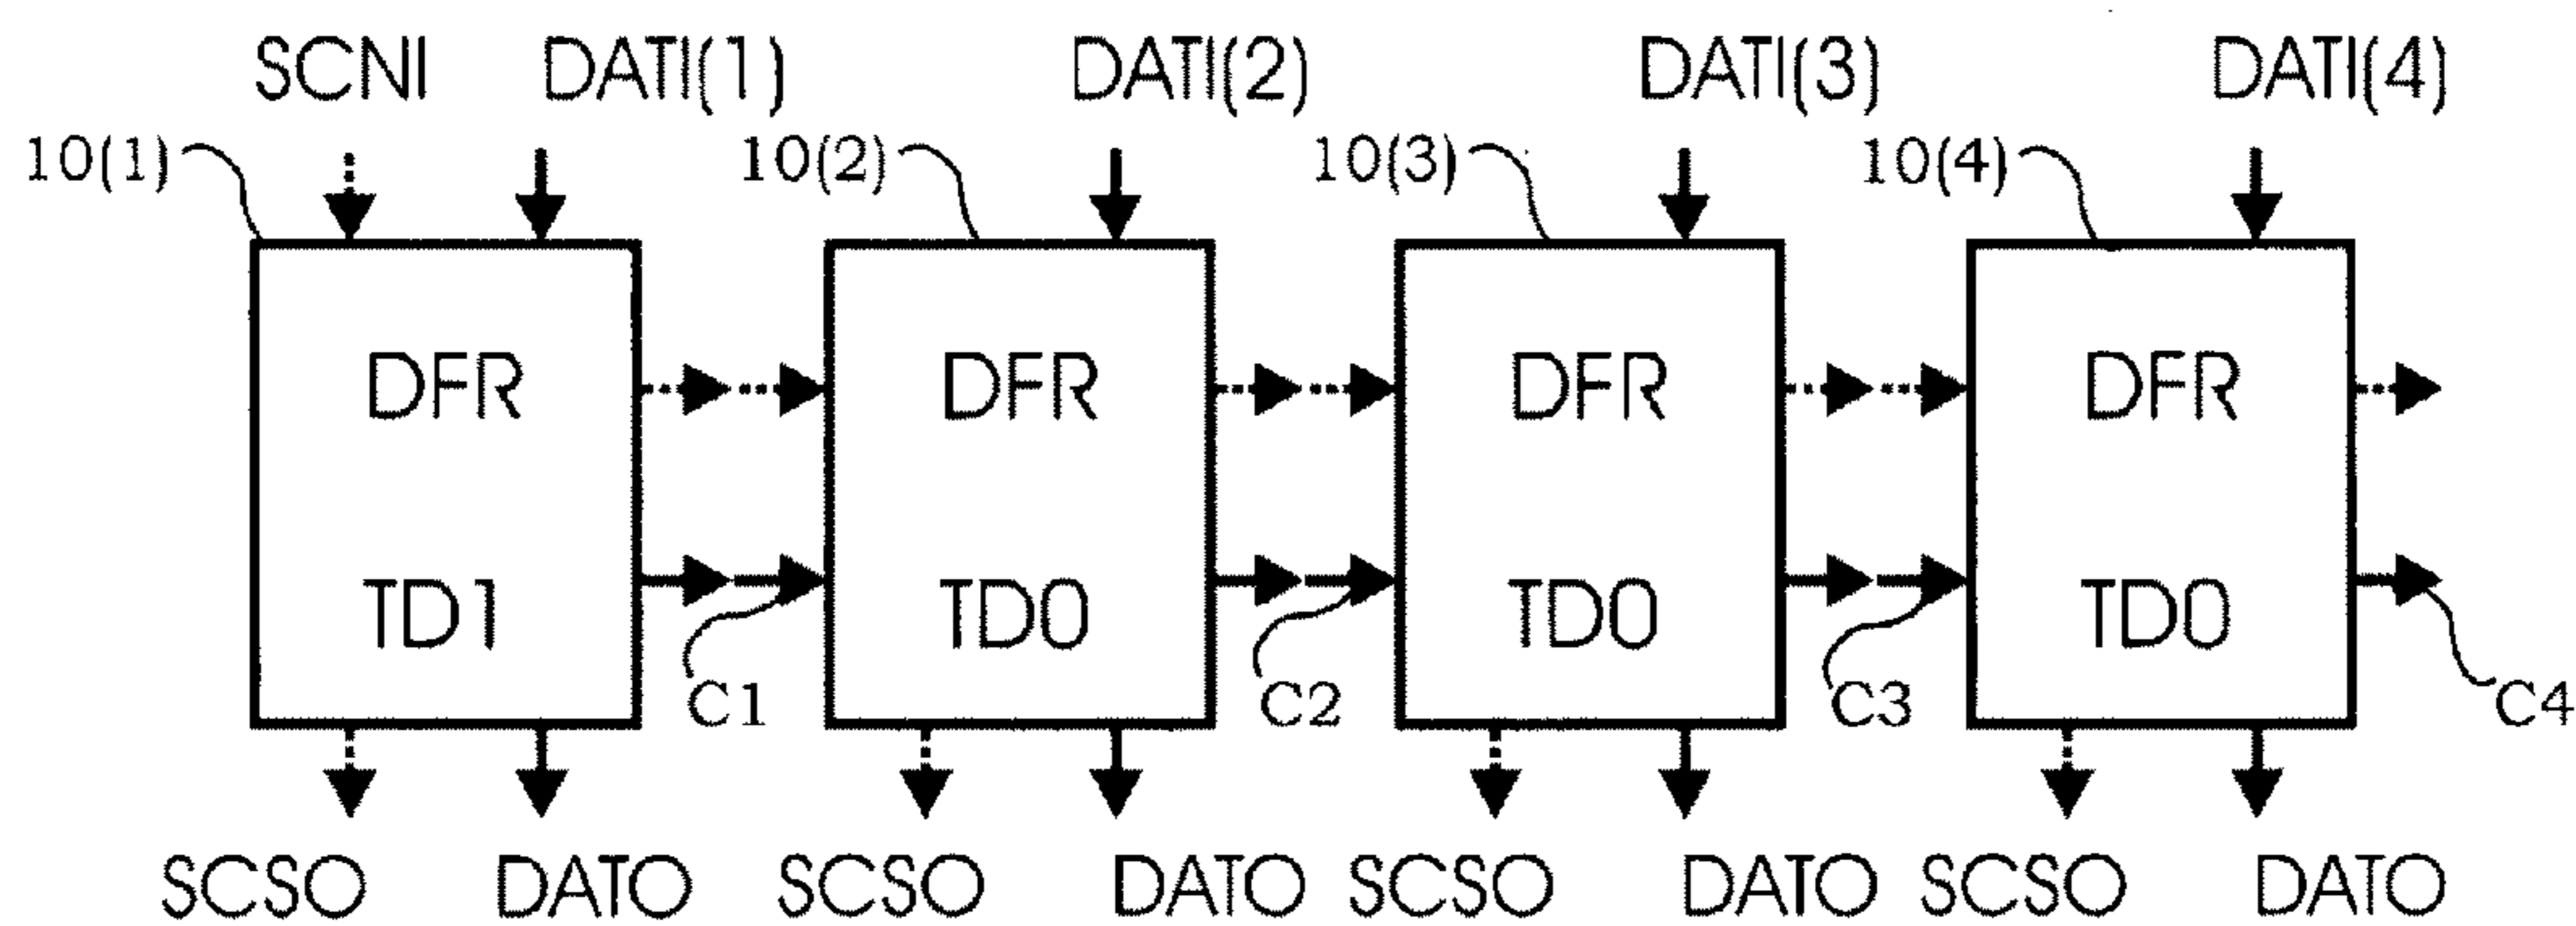 SCNI DATI(1) DATI(2) DATI(3) DATI(4)
10(1) 10(2) 10(3) 10(4)
DFR DFR DFR DFR
TD1 TD0 TD0 TD0
C1 C2 C3 C4
SCSO DATO SCSO DATO SCSO DATO SCSO DATO